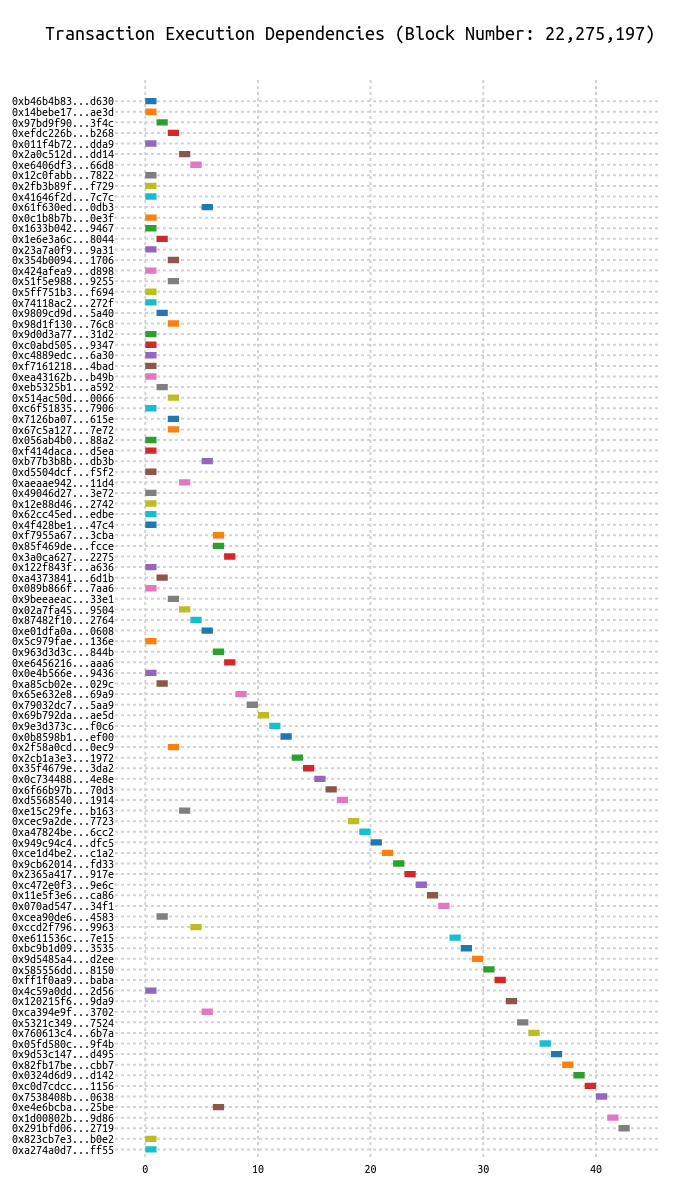 Transaction Execution Dependencies (Block Number: 22,275,197)
0xb46b4b83...d630
0x14bebe17...ae3d
0x97bd9f90...3f4c
0xefdc226b...b268
0x011f4b72...dda9
0x2a0c512d...dd14
0xe6406df3...66d8
0x12c0fabb...7822
0x2fb3b89f...f729
0x41646f2d...7c7c
0x61f630ed...0db3
0x0c1b8b7b...0e3f
0x1633b042...9467
0x1e6e3a6c...8044
0x23a7a0f9...9a31
0x354b0094...1706
0x424afea9...d898
0x51f5e988...9255
0x5ff751b3...f694
0x74118ac2...272f
0x9809cd9d...5a40
0x98d1f130...76c8
0x9d0d3a77...31d2
0xc0abd505...9347
0xc4889edc...6a30
0xf7161218...4bad
0xea43162b...b49b
0xeb5325b1...a592
0x514ac50d...0066
0xc6f51835...7906
0x7126ba07...615e
0x67c5a127...7e72
0x056ab4b0...88a2
0xf414daca...d5ea
0xb77b3b8b...db3b
0xd5504dcf...f5f2
0xaeaae942...11d4
0x49046d27...3e72
0x12e88d46...2742
0x62cc45ed...edbe
0x4f428be1...47c4
0xf7955a67...3cba
0x85f469de...fcce
0x3a0ca627...2275
0x122f843f...a636
0xa4373841...6d1b
0x089b866f...7aa6
0x9beeaeac...33e1
0x02a7fa45...9504
0x87482f10...2764
0xe01dfa0a...0608
0x5c979fae...136e
0x963d3d3c...844b
0xe6456216...aaa6
0x0e4b566e...9436
0xa85cb02e...029c
0x65e632e8...69a9
0x79032dc7...5aa9
0x69b792da...ae5d
0x9e3d373c...f0c6
0x0b8598b1...ef00
0x2f58a0cd...0ec9
0x2cb1a3e3...1972
0x35f4679e...3da2
0x0c734488...4e8e
0x6f66b97b...70d3
0xd5568540...1914
0xe15c29fe...b163
0xcec9a2de...7723
0xa47824be...6cc2
0x949c94c4...dfc5
0xce1d4be2...c1a2
0x9cb62014...fd33
0x2365a417...917e
0xc472e0f3...9e6c
0x11e5f3e6...ca86
0x070ad547...34f1
0xcea90de6...4583
0xccd2f796...9963
0xe611536c...7e15
0xbc9b1d09...3535
0x9d5485a4...d2ee
0x585556dd...8150
0xff1f0aa9...baba
0x4c59a0dd...2d56
0x120215f6...9da9
0xca394e9f...3702
0x5321c349...7524
0x760613c4...6b7a
0x05fd580c...9f4b
0x9d53c147...d495
0x82fb17be...cbb7
0x0324d6d9...d142
0xc0d7cdcc...1156
0x7538408b...0638
0xe4e6bcba...25be
0x1d00802b...9d86
0x291bfd06...2719
0x823cb7e3...b0e2
0xa274a0d7...ff55
0 10 20 30 40